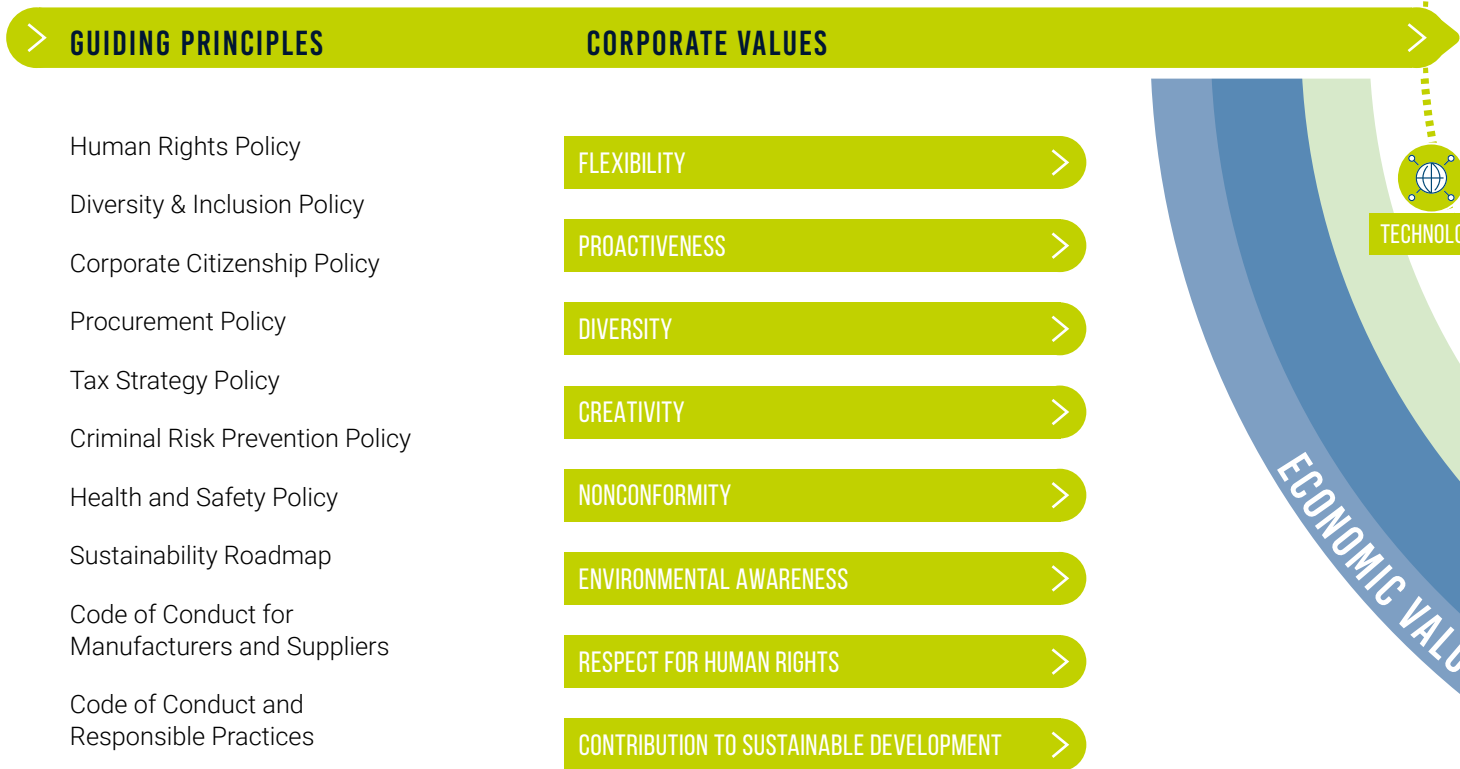 GUIDING PRINCIPLES
CORPORATE VALUES
Human Rights Policy
Diversity & Inclusion Policy
Corporate Citizenship Policy
Procurement Policy
Tax Strategy Policy
Criminal Risk Prevention Policy
Health and Safety Policy
Sustainability Roadmap
Code of Conduct for
Manufacturers and Suppliers
Code of Conduct and
Responsible Practices
FLEXIBILITY
PROACTIVENESS
DIVERSITY
CREATIVITY
NONCONFORMITY
ENVIRONMENTAL AWARENESS
RESPECT FOR HUMAN RIGHTS
CONTRIBUTION TO SUSTAINABLE DEVELOPMENT
ECONOMIC